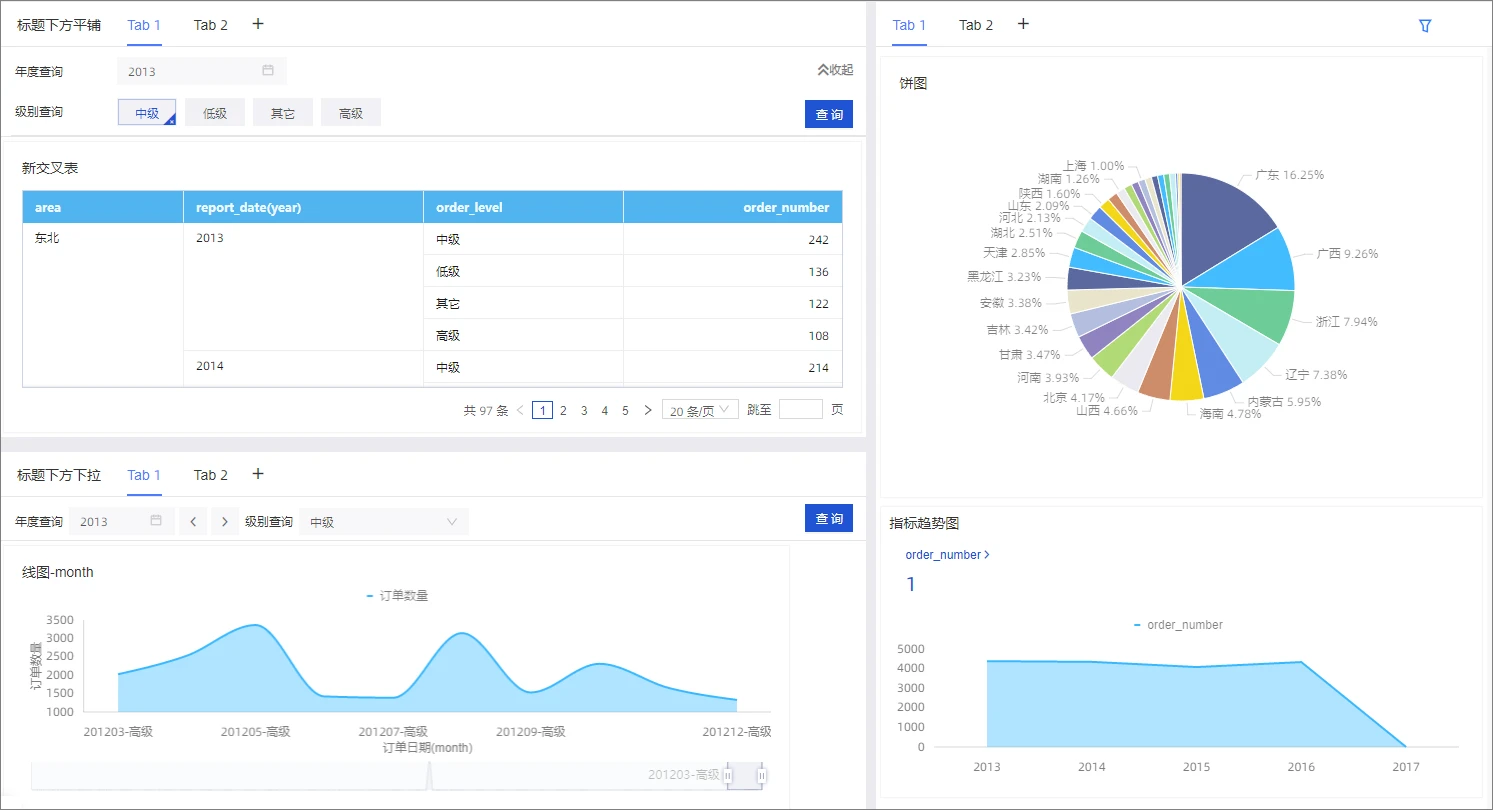 标题下方平铺 Tab 1 Tab 2 +
年度查询 2013 收起
级别查询 中级 低级 其它 高级 查询
新交叉表
area report_date(year) order_level order_number
东北 2013 中级 242
低级 136
其它 122
高级 108
2014 中级 214
共 97 条 < 1 2 3 4 5 > 20 条/页 跳至 页
标题下方下拉 Tab 1 Tab 2 +
年度查询 2013 < > 级别查询 中级 查询
线图-month
订单数量
3500
3000
2500
2000
1500
1000
订单数量
201203-高级 201205-高级 201207-高级 201209-高级 201212-高级
订单日期(month)
201203-高级
Tab 1 Tab 2 +
饼图
上海 1.00%
湖南 1.26%
陕西 1.60%
山东 2.09%
河北 2.13%
湖北 2.51%
天津 2.85%
黑龙江 3.23%
安徽 3.38%
吉林 3.42%
甘肃 3.47%
河南 3.93%
北京 4.17%
山西 4.66%
广东 16.25%
广西 9.26%
浙江 7.94%
辽宁 7.38%
内蒙古 5.95%
海南 4.78%
指标趋势图
order_number >
1
order_number
5000
4000
3000
2000
1000
0
2013 2014 2015 2016 2017